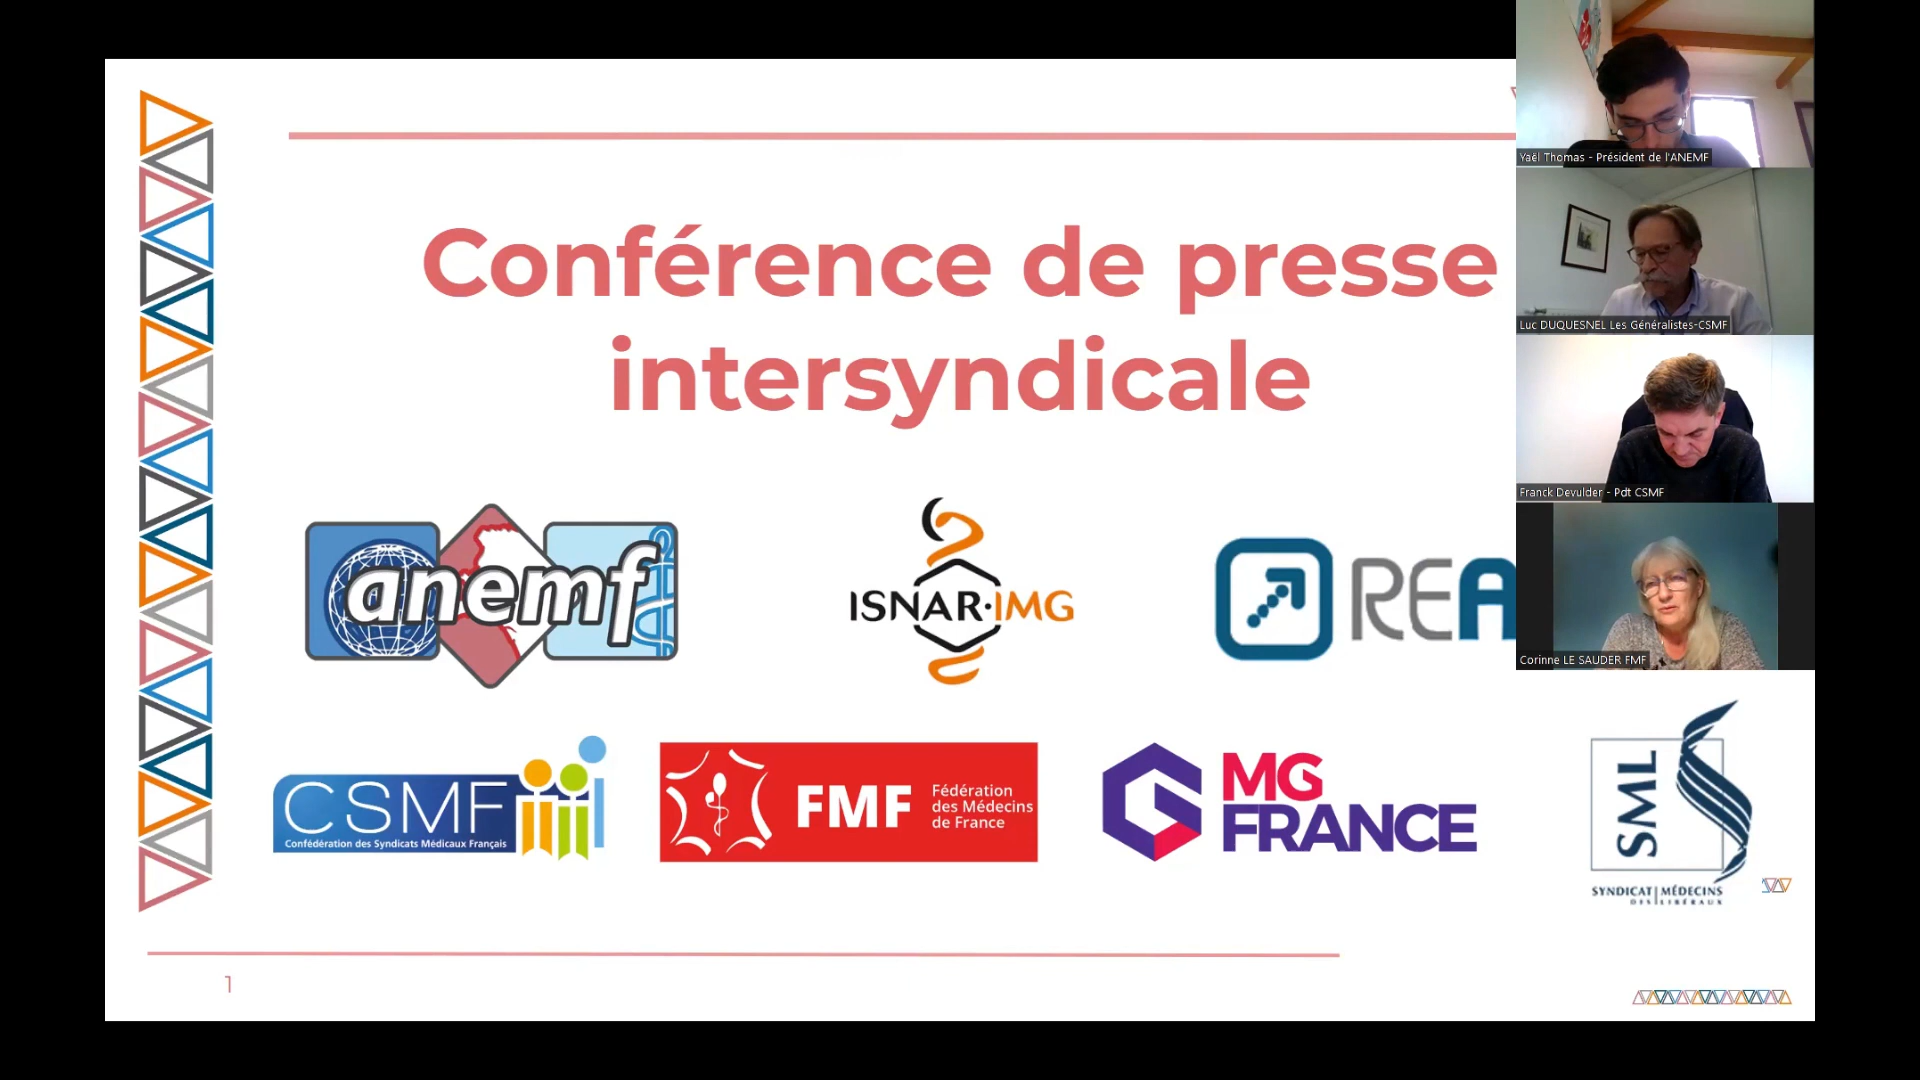 Conférence de presse
intersyndicale
anemf
ISNAR·IMG
REA
CSMF
Confédération des Syndicats Médicaux Français
FMF
Fédération
des Médecins
de France
MG
FRANCE
SML
SYNDICAT MÉDECINS
DES LIBÉRAUX
1
Yaël Thomas - Président de l'ANEMF
Luc DUQUESNEL Les Généralistes-CSMF
Franck Devulder - Pdt CSMF
Corinne LE SAUDER FMF